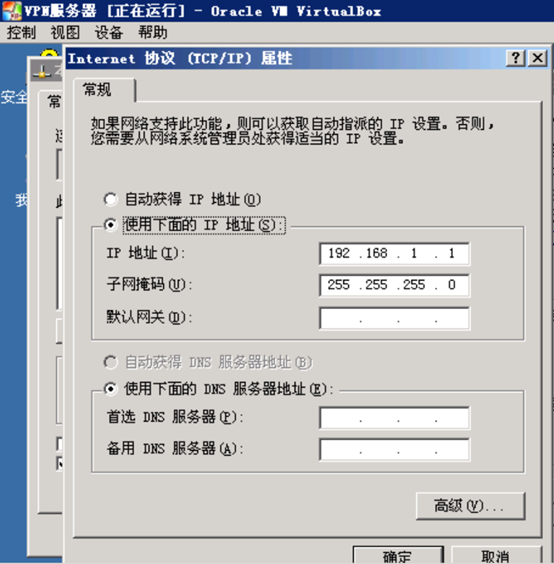 VPN服务器 [正在运行] - Oracle VM VirtualBox
控制 视图 设备 帮助
Internet 协议 (TCP/IP) 属性
安全
常
常规
如果网络支持此功能，则可以获取自动指派的 IP 设置。否则，
您需要从网络系统管理员处获得适当的 IP 设置。
我
自动获得 IP 地址(O)
使用下面的 IP 地址(S):
IP 地址(I): 192 .168 . 1 . 1
子网掩码(U): 255 .255 .255 . 0
默认网关(D): . . .
自动获得 DNS 服务器地址(B)
使用下面的 DNS 服务器地址(E):
首选 DNS 服务器(P): . . .
备用 DNS 服务器(A): . . .
高级(V)...
确定 取消